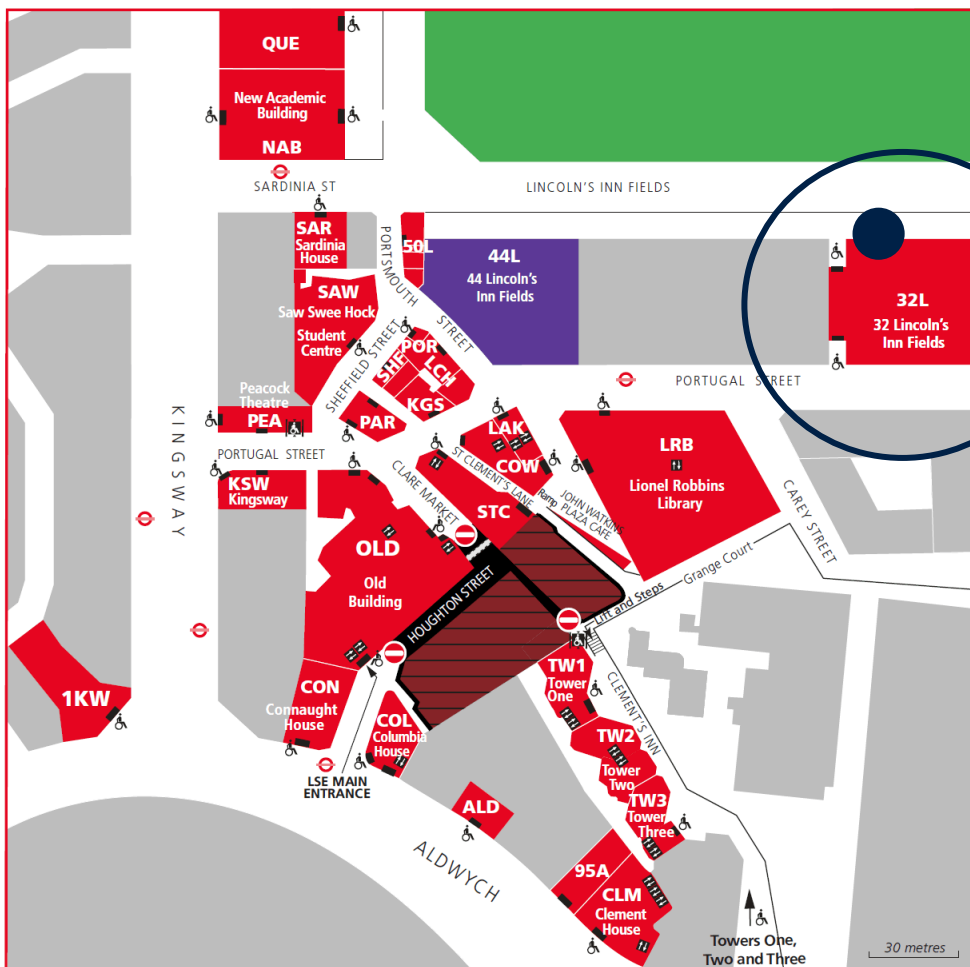 QUE
New Academic
Building
NAB
SARDINIA ST
LINCOLN'S INN FIELDS
SAR
Sardinia
House
PORTSMOUTH
STREET
50L
44L
44 Lincoln's
Inn Fields
32L
32 Lincoln's
Inn Fields
SAW
Saw Swee Hock
Student
Centre
SHEFFIELD STREET
POR
SHF
LCH
KGS
PORTUGAL STREET
Peacock
Theatre
PEA
PAR
KINGSWAY
PORTUGAL STREET
KSW
Kingsway
CLARE MARKET
LAK
COW
ST CLEMENT'S LANE
Ramp
JOHN WATKINS
PLAZA CAFE
LRB
Lionel Robbins
Library
CAREY STREET
STC
OLD
Old
Building
HOUGHTON STREET
Grange Court
Lift and Steps
1KW
CON
Connaught
House
COL
Columbia
House
LSE MAIN
ENTRANCE
TW1
Tower
One
CLEMENT'S INN
TW2
Tower
Two
TW3
Tower
Three
ALD
ALDWYCH
95A
CLM
Clement
House
Towers One,
Two and Three
30 metres